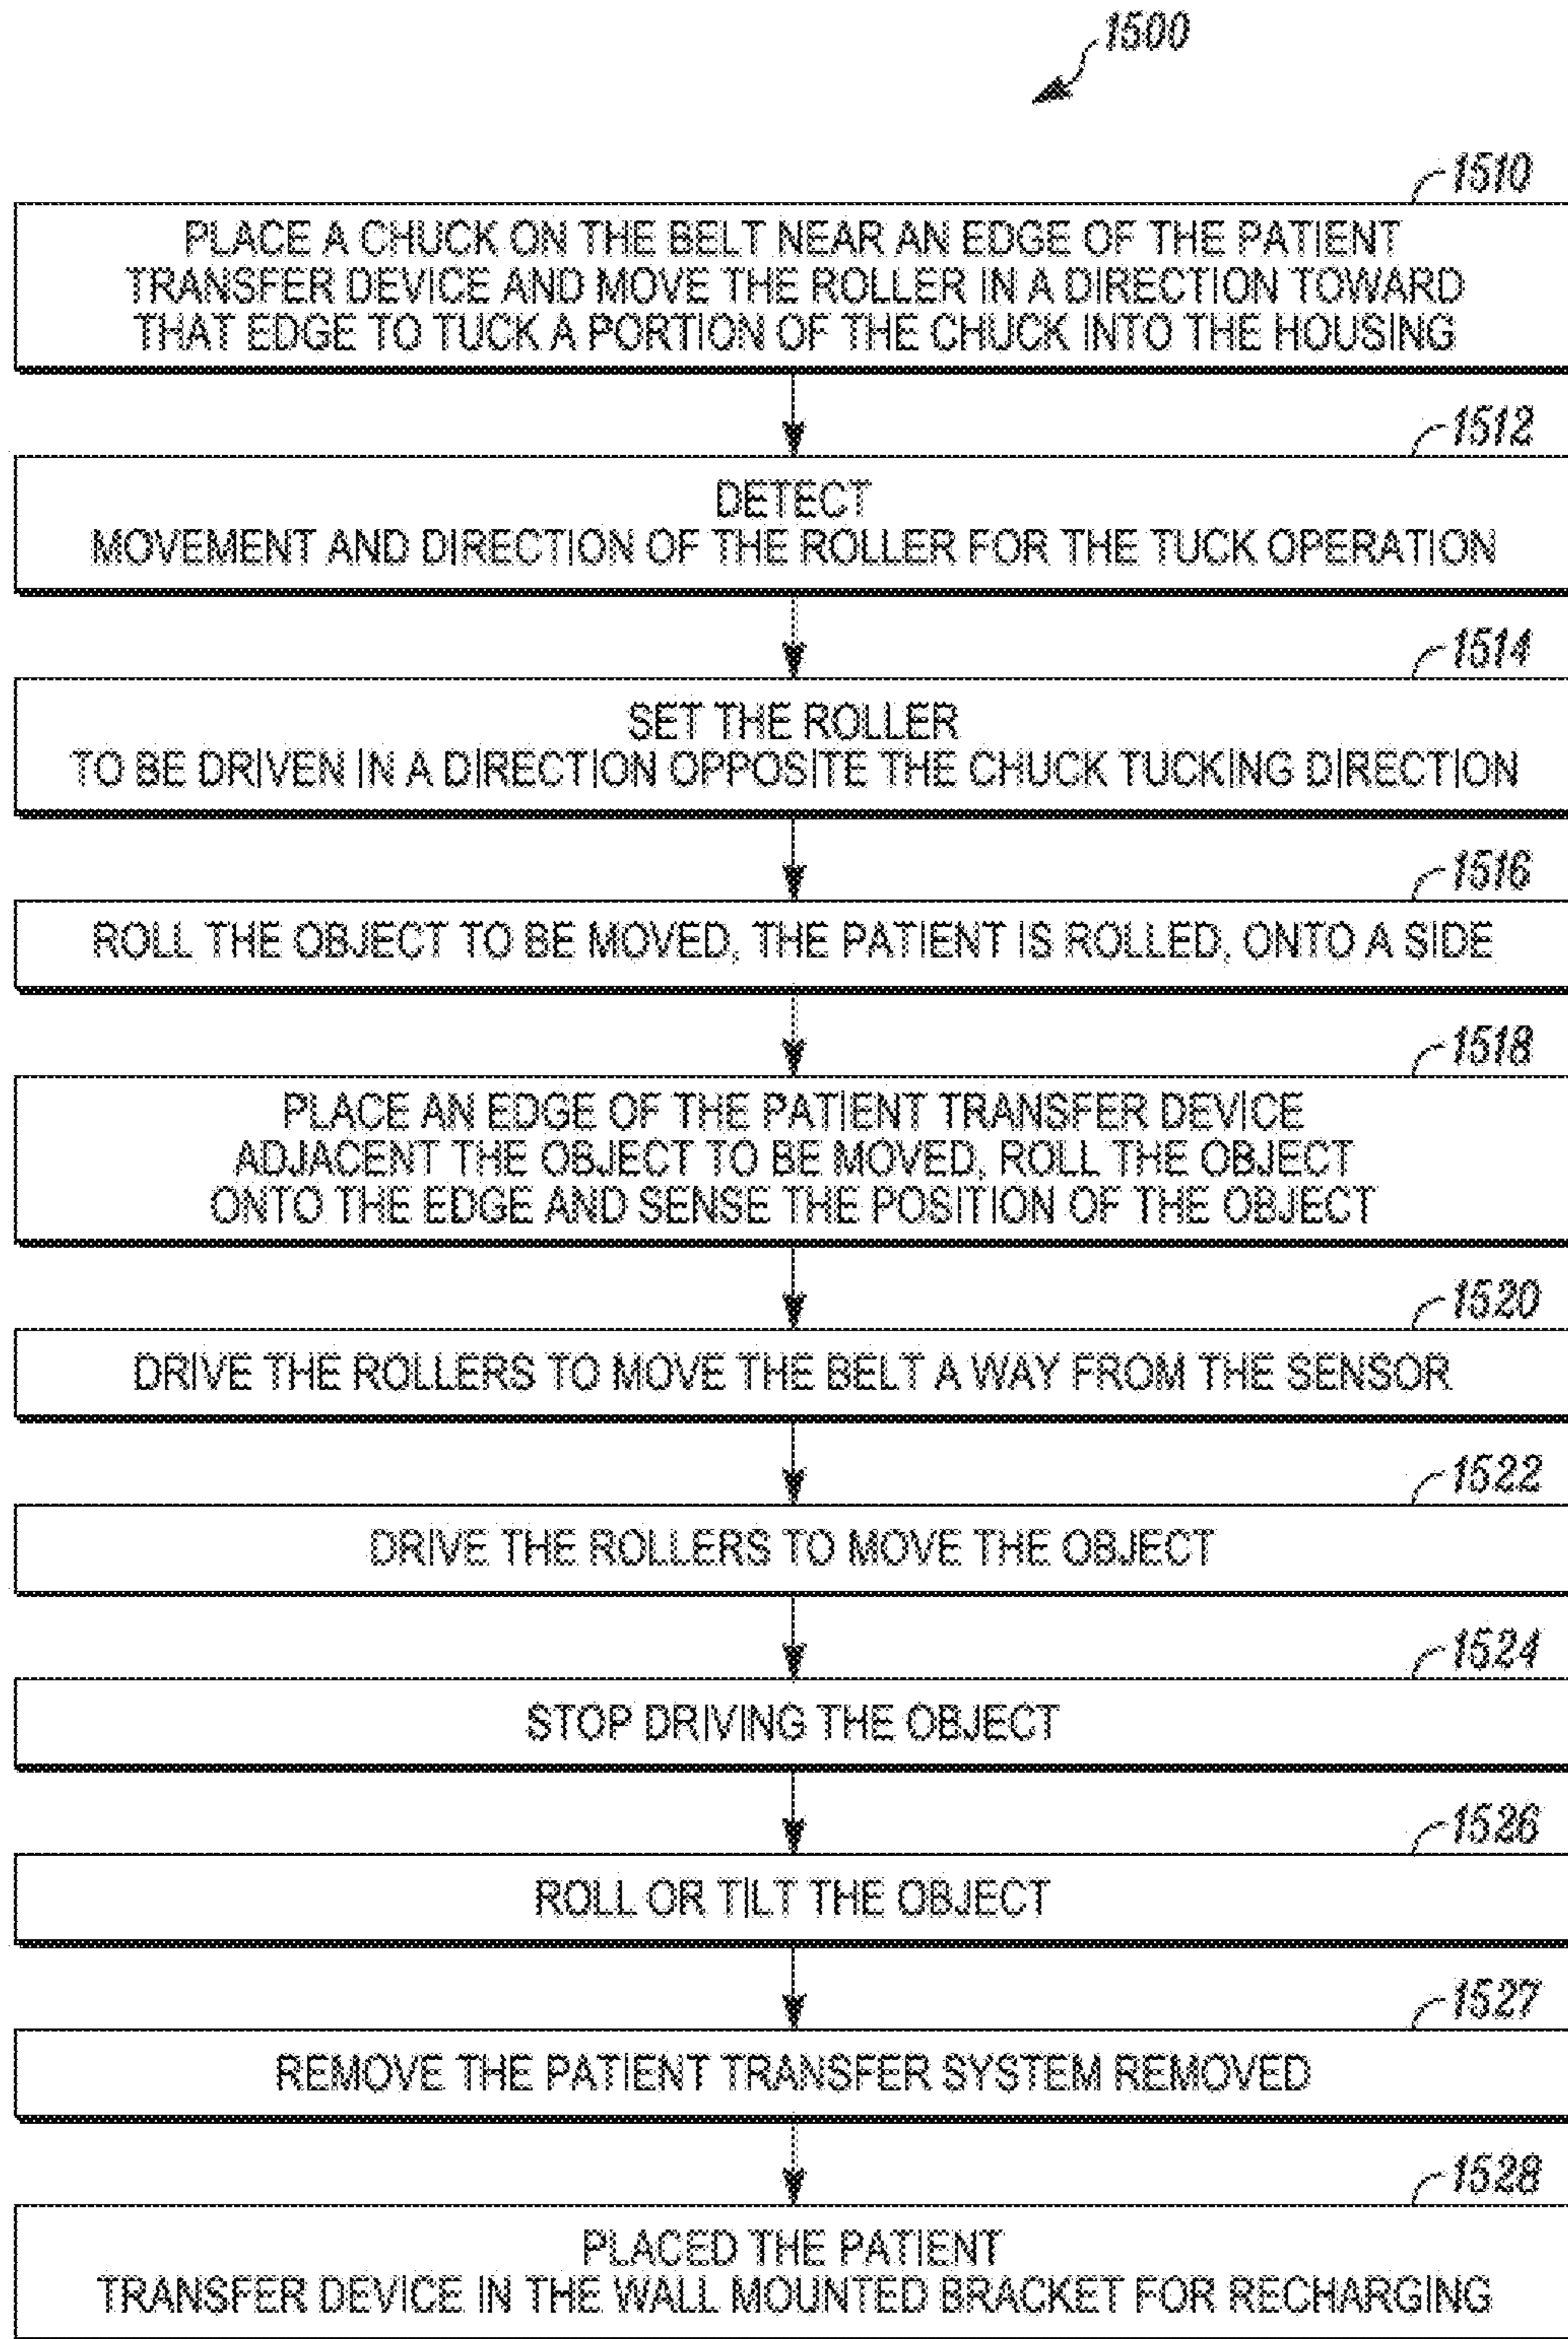 1500
1510
PLACE A CHUCK ON THE BELT NEAR AN EDGE OF THE PATIENT
TRANSFER DEVICE AND MOVE THE ROLLER IN A DIRECTION TOWARD
THAT EDGE TO TUCK A PORTION OF THE CHUCK INTO THE HOUSING
1512
DETECT
MOVEMENT AND DIRECTION OF THE ROLLER FOR THE TUCK OPERATION
1514
SET THE ROLLER
TO BE DRIVEN IN A DIRECTION OPPOSITE THE CHUCK TUCKING DIRECTION
1516
ROLL THE OBJECT TO BE MOVED, THE PATIENT IS ROLLED, ONTO A SIDE
1518
PLACE AN EDGE OF THE PATIENT TRANSFER DEVICE
ADJACENT THE OBJECT TO BE MOVED, ROLL THE OBJECT
ONTO THE EDGE AND SENSE THE POSITION OF THE OBJECT
1520
DRIVE THE ROLLERS TO MOVE THE BELT A WAY FROM THE SENSOR
1522
DRIVE THE ROLLERS TO MOVE THE OBJECT
1524
STOP DRIVING THE OBJECT
1526
ROLL OR TILT THE OBJECT
1527
REMOVE THE PATIENT TRANSFER SYSTEM REMOVED
1528
PLACED THE PATIENT
TRANSFER DEVICE IN THE WALL MOUNTED BRACKET FOR RECHARGING